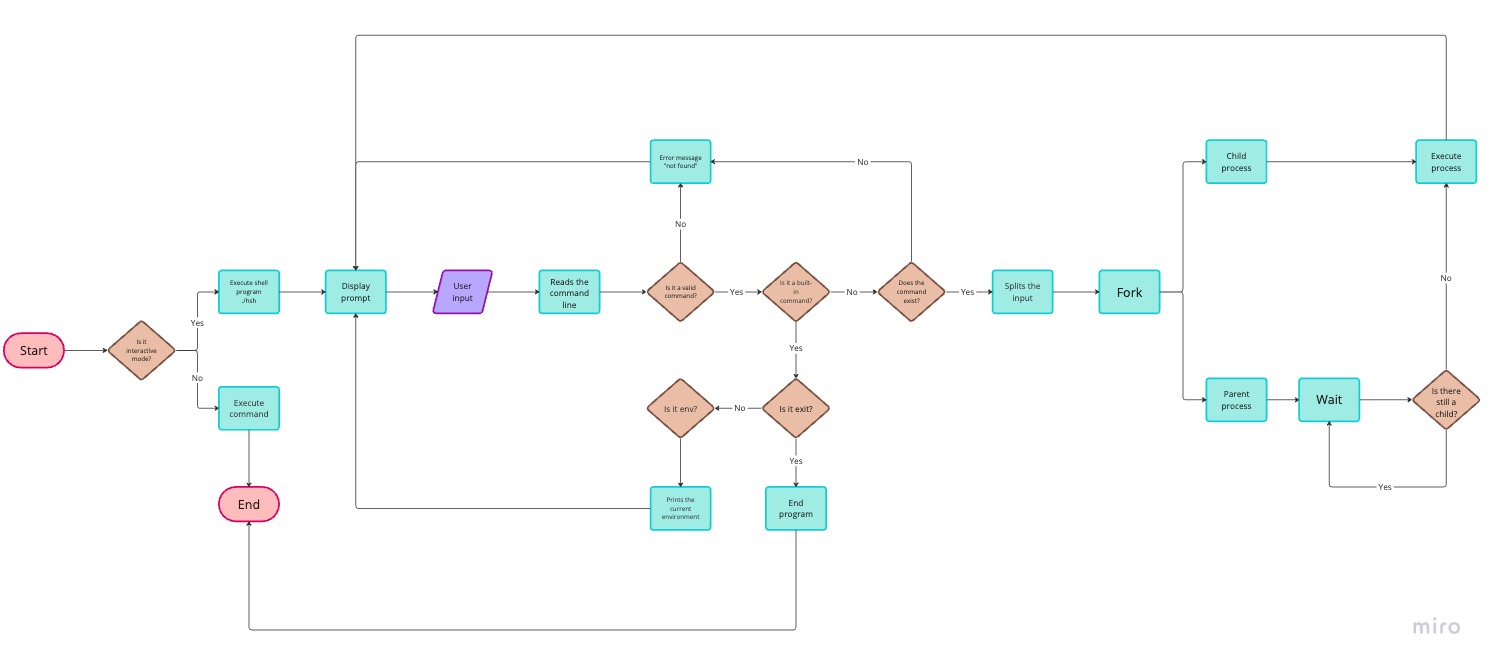 Start
Is it
interactive
mode?
Yes
No
Execute shell
program
./hsh
Execute
command
End
Display
prompt
User
input
Reads the
command
line
Is it a valid
command?
No
Error message
"not found"
Yes
Is it a built-
in
command?
No
Does the
command
exist?
No
Yes
Splits the
input
Fork
Child
process
Execute
process
Parent
process
Wait
Is there
still a
child?
No
Yes
Yes
Is it exit?
No
Is it env?
Prints the
current
environment
Yes
End
program
miro